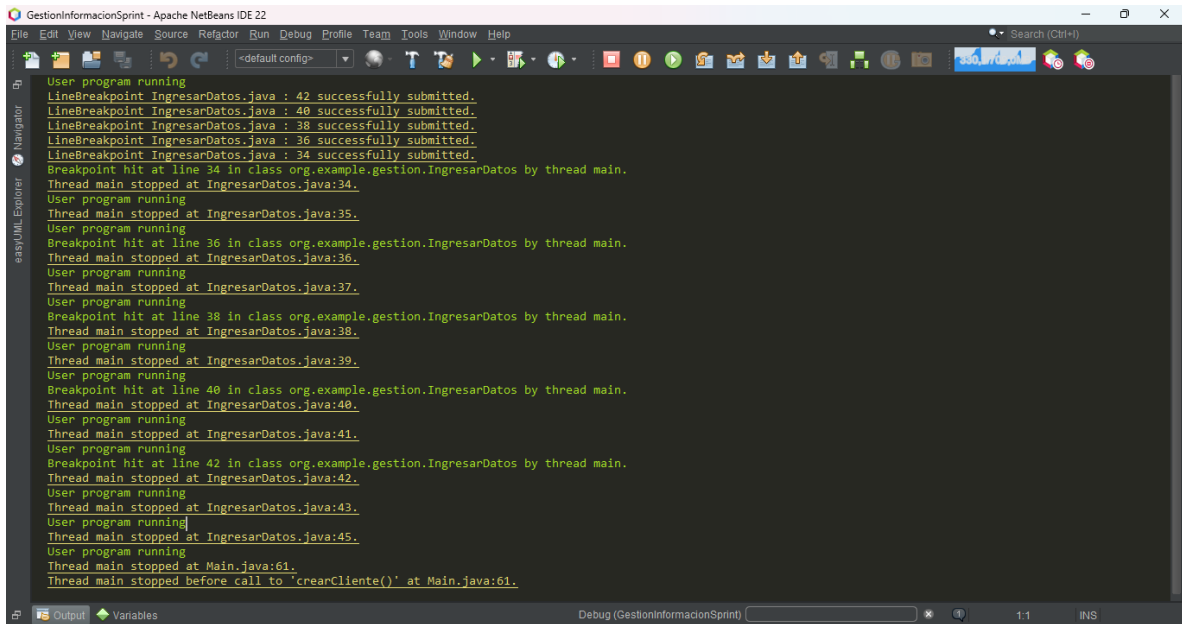 GestionInformacionSprint - Apache NetBeans IDE 22
File Edit View Navigate Source Refactor Run Debug Profile Team Tools Window Help
Search (Ctrl+I)
<default config>
User program running
LineBreakpoint IngresarDatos.java : 42 successfully submitted.
LineBreakpoint IngresarDatos.java : 40 successfully submitted.
LineBreakpoint IngresarDatos.java : 38 successfully submitted.
LineBreakpoint IngresarDatos.java : 36 successfully submitted.
LineBreakpoint IngresarDatos.java : 34 successfully submitted.
Breakpoint hit at line 34 in class org.example.gestion.IngresarDatos by thread main.
Thread main stopped at IngresarDatos.java:34.
User program running
Thread main stopped at IngresarDatos.java:35.
User program running
Breakpoint hit at line 36 in class org.example.gestion.IngresarDatos by thread main.
Thread main stopped at IngresarDatos.java:36.
User program running
Thread main stopped at IngresarDatos.java:37.
User program running
Breakpoint hit at line 38 in class org.example.gestion.IngresarDatos by thread main.
Thread main stopped at IngresarDatos.java:38.
User program running
Thread main stopped at IngresarDatos.java:39.
User program running
Breakpoint hit at line 40 in class org.example.gestion.IngresarDatos by thread main.
Thread main stopped at IngresarDatos.java:40.
User program running
Thread main stopped at IngresarDatos.java:41.
User program running
Breakpoint hit at line 42 in class org.example.gestion.IngresarDatos by thread main.
Thread main stopped at IngresarDatos.java:42.
User program running
Thread main stopped at IngresarDatos.java:43.
User program running
Thread main stopped at IngresarDatos.java:45.
User program running
Thread main stopped at Main.java:61.
Thread main stopped before call to 'crearCliente()' at Main.java:61.
Navigator
easyUML Explorer
Output Variables
Debug (GestionInformacionSprint)
1
1:1
INS